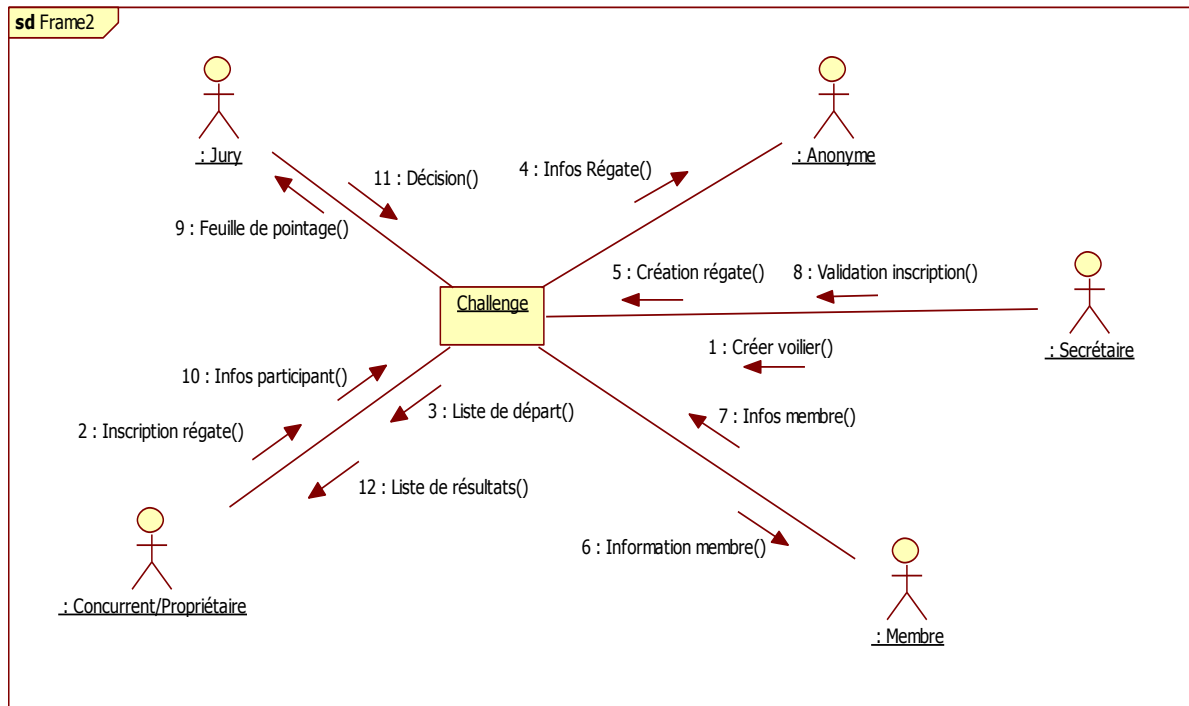 sd Frame2
: Jury
: Anonyme
11 : Décision()
4 : Infos Régate()
9 : Feuille de pointage()
5 : Création régate()
8 : Validation inscription()
Challenge
: Secrétaire
1 : Créer voilier()
10 : Infos participant()
3 : Liste de départ()
7 : Infos membre()
2 : Inscription régate()
12 : Liste de résultats()
6 : Information membre()
: Concurrent/Propriétaire
: Membre